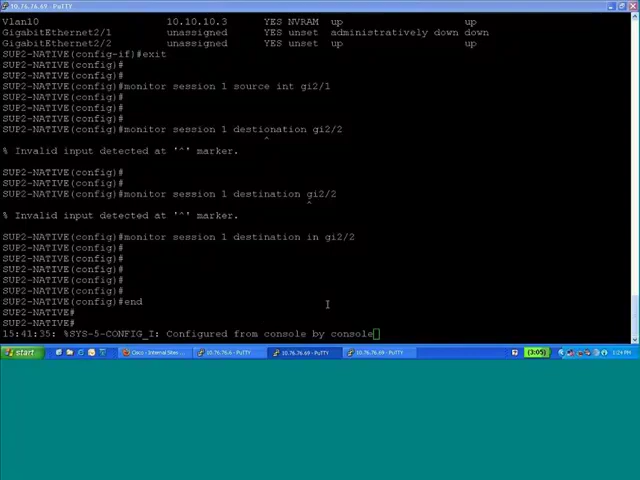 10.76.76.69 - PuTTY
Vlan10 10.10.10.3 YES NVRAM up up
GigabitEthernet2/1 unassigned YES unset administratively down down
GigabitEthernet2/2 unassigned YES unset up up
SUP2-NATIVE(config-if)#exit
SUP2-NATIVE(config)#
SUP2-NATIVE(config)#
SUP2-NATIVE(config)#monitor session 1 source int gi2/1
SUP2-NATIVE(config)#
SUP2-NATIVE(config)#
SUP2-NATIVE(config)#
SUP2-NATIVE(config)#monitor session 1 destionation gi2/2
^
% Invalid input detected at '^' marker.
SUP2-NATIVE(config)#
SUP2-NATIVE(config)#monitor session 1 destination gi2/2
^
% Invalid input detected at '^' marker.
SUP2-NATIVE(config)#monitor session 1 destination in gi2/2
SUP2-NATIVE(config)#
SUP2-NATIVE(config)#
SUP2-NATIVE(config)#
SUP2-NATIVE(config)#
SUP2-NATIVE(config)#end
SUP2-NATIVE#
SUP2-NATIVE#
15:41:35: %SYS-5-CONFIG_I: Configured from console by console
start Cisco - Internal Sites ... 10.76.76.6 - PuTTY 10.76.76.69 - PuTTY 10.76.76.69 - PuTTY (3:05) 3:24 PM